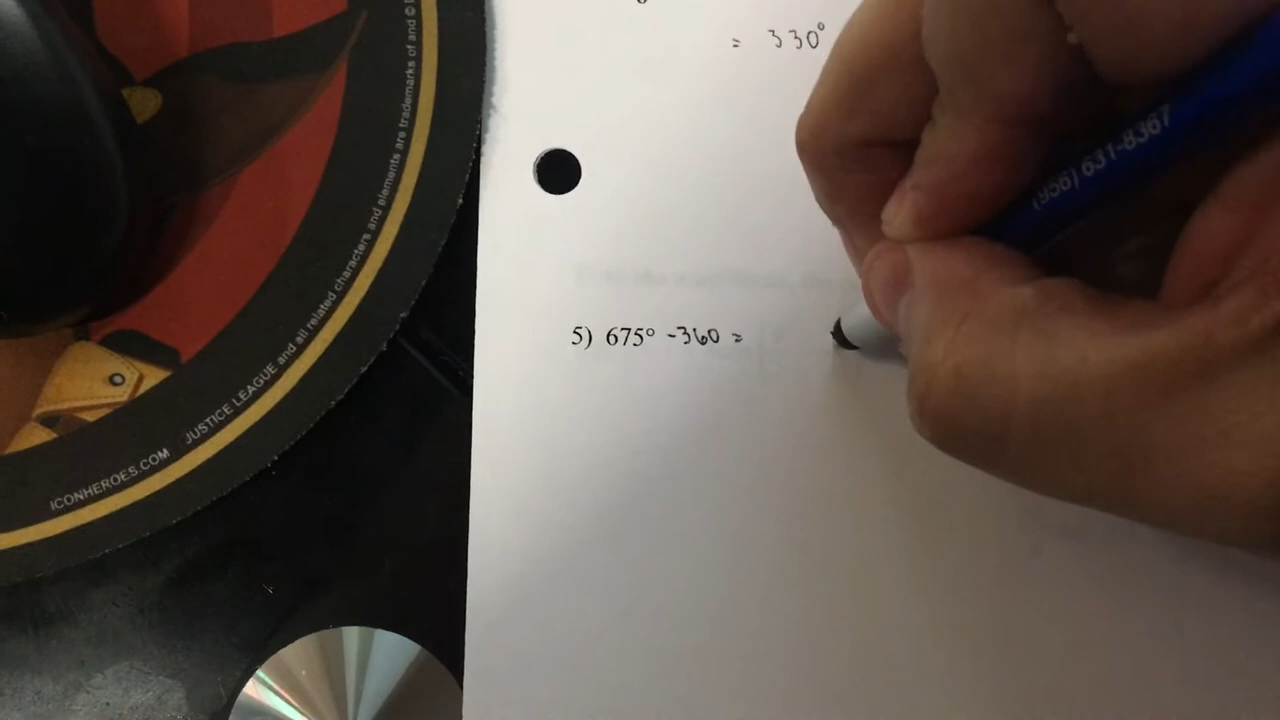 = 330°
5) 675° -360 =
(956) 631-8367
JUSTICE LEAGUE and all related characters and elements are trademarks of and ©
ICONHEROES.COM